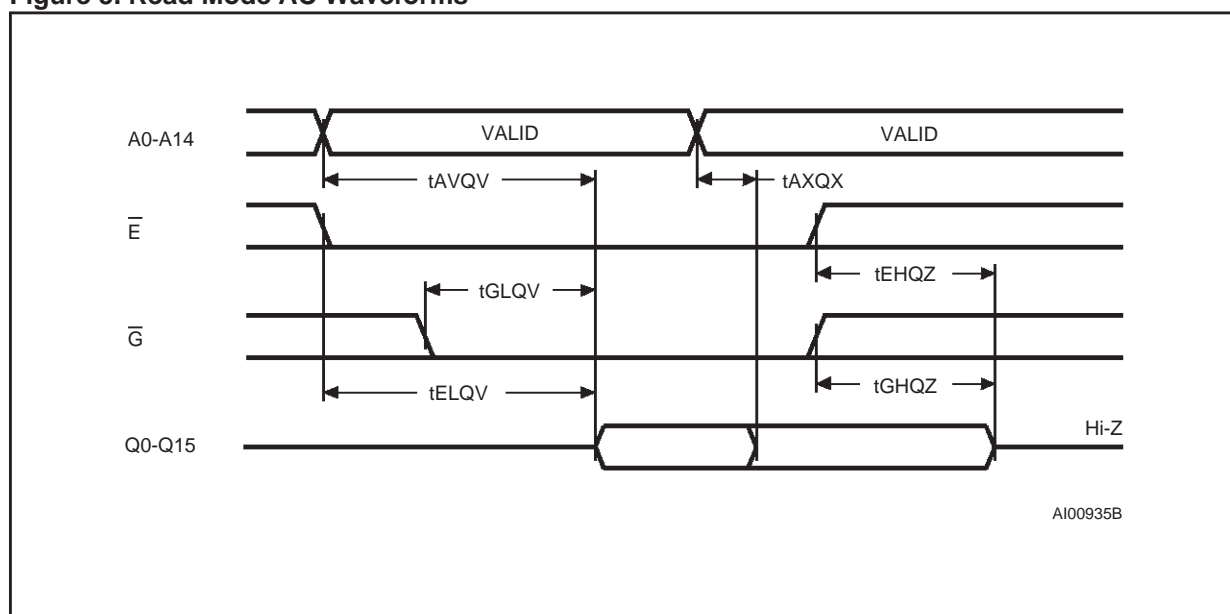 Figure 5. Read Mode AC Waveforms
A0-A14
VALID
VALID
tAVQV
tAXQX
E̅
tEHQZ
tGLQV
G̅
tGHQZ
tELQV
Hi-Z
Q0-Q15
AI00935B